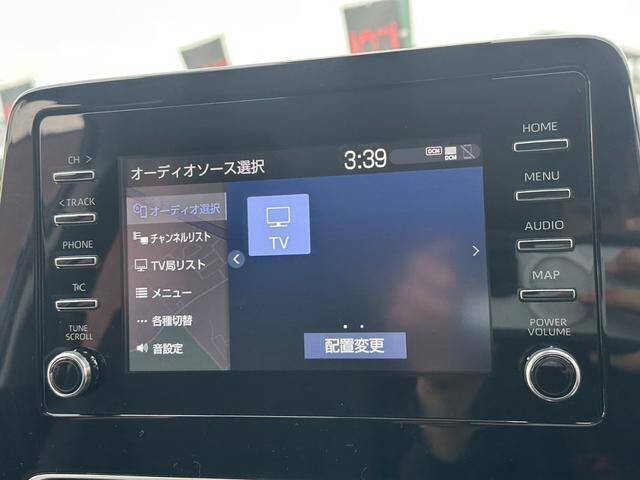 CH >
<TRACK
PHONE
T/C
TUNE
SCROLL
オーディオソース選択
3:39
DCM
DCM
オーディオ選択
チャンネルリスト
TV局リスト
メニュー
各種切替
音設定
TV
配置変更
HOME
MENU
AUDIO
MAP
POWER
VOLUME